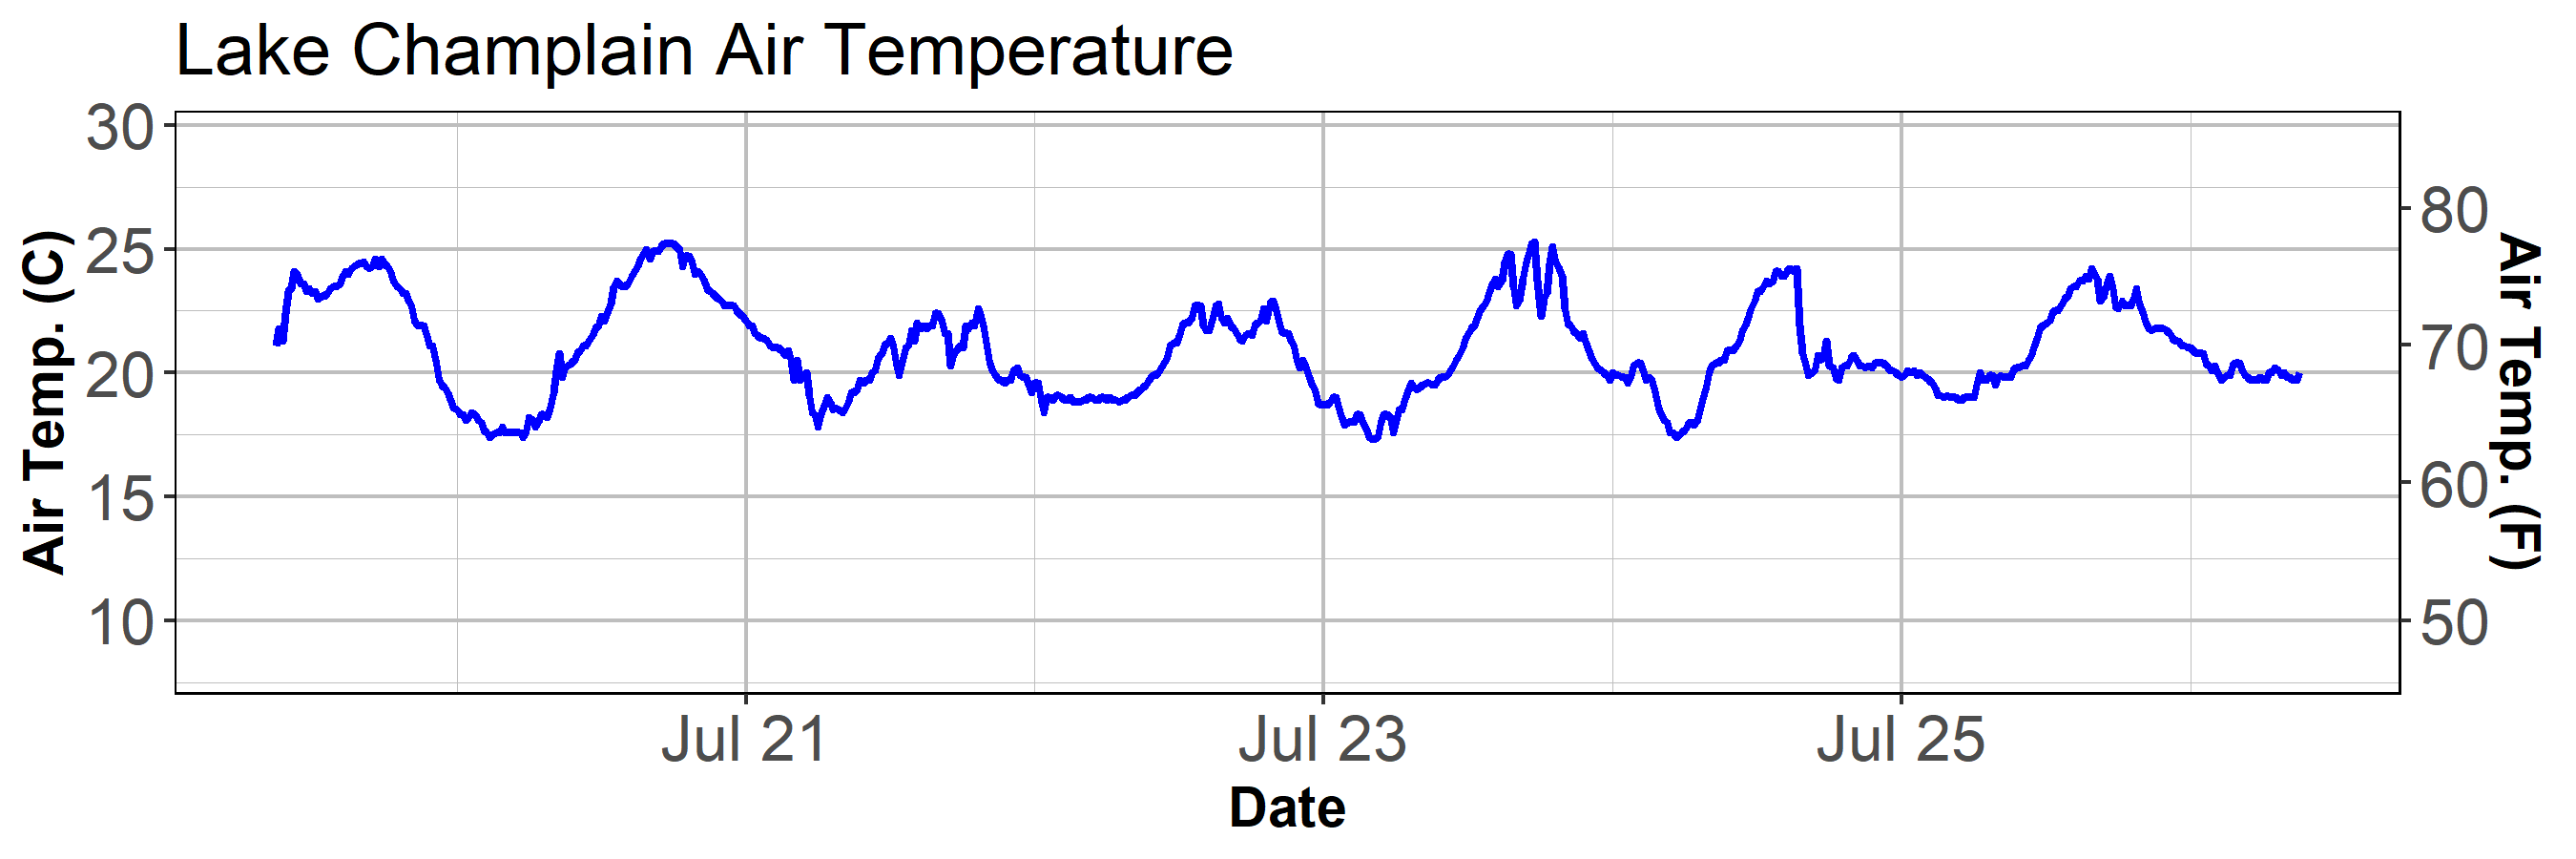 Lake Champlain Air Temperature
30
25
20
15
10
Air Temp. (C)
80
70
60
50
Air Temp. (F)
Jul 21
Jul 23
Jul 25
Date